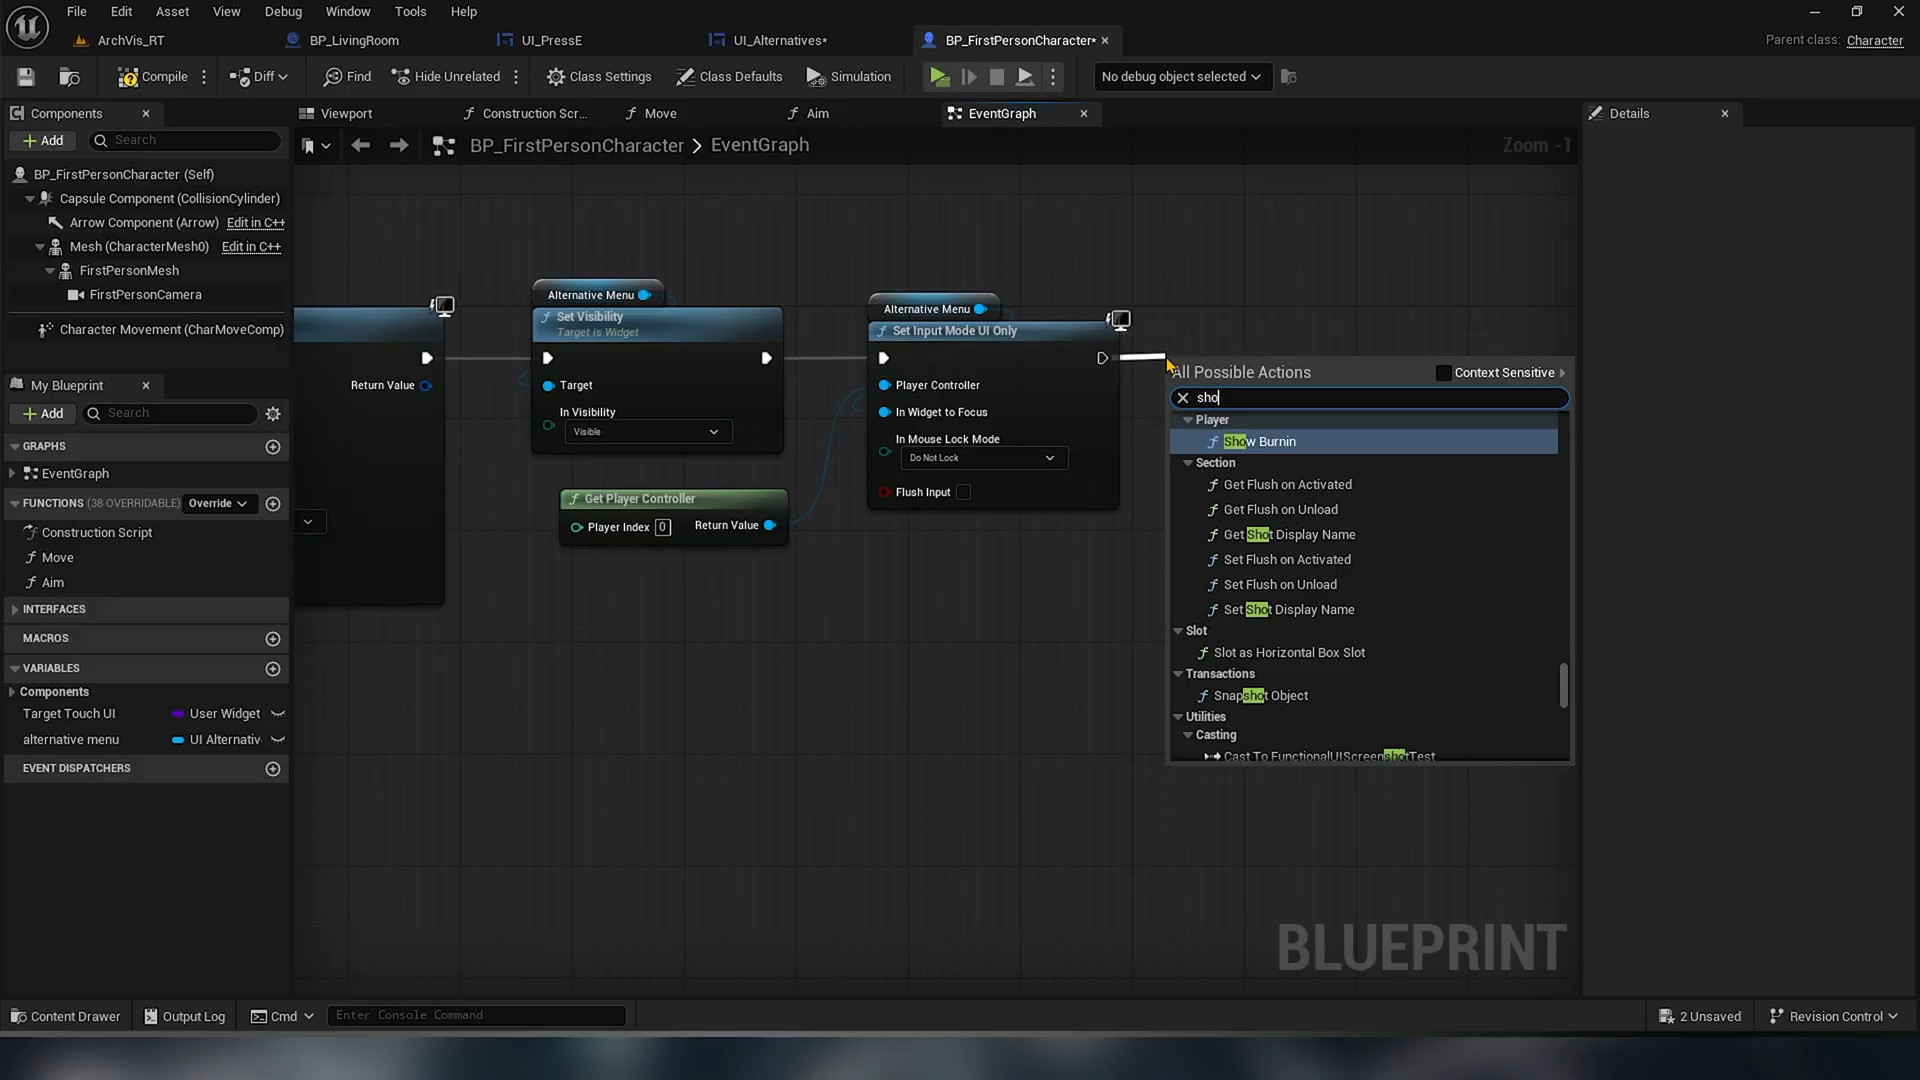 File Edit Asset View Debug Window Tools Help
ArchVis_RT BP_LivingRoom UI_PressE UI_Alternatives* BP_FirstPersonCharacter* Parent class: Character
Compile Diff Find Hide Unrelated Class Settings Class Defaults Simulation No debug object selected
Components Viewport Construction Scr... Move Aim EventGraph Details
Add Search
BP_FirstPersonCharacter > EventGraph
Zoom -1
BP_FirstPersonCharacter (Self)
Capsule Component (CollisionCylinder)
Arrow Component (Arrow) Edit in C++
Mesh (CharacterMesh0) Edit in C++
FirstPersonMesh
FirstPersonCamera
Character Movement (CharMoveComp)
My Blueprint
Add Search
GRAPHS
EventGraph
FUNCTIONS (38 OVERRIDABLE) Override
Construction Script
Move
Aim
INTERFACES
MACROS
VARIABLES
Components
Target Touch UI User Widget
alternative menu UI Alternativ
EVENT DISPATCHERS
Return Value
Alternative Menu
Set Visibility
Target is Widget
Target
In Visibility
Visible
Get Player Controller
Player Index 0 Return Value
Alternative Menu
Set Input Mode UI Only
Player Controller
In Widget to Focus
In Mouse Lock Mode
Do Not Lock
Flush Input
All Possible Actions Context Sensitive
sho
Player
Show Burnin
Section
Get Flush on Activated
Get Flush on Unload
Get Shot Display Name
Set Flush on Activated
Set Flush on Unload
Set Shot Display Name
Slot
Slot as Horizontal Box Slot
Transactions
Snapshot Object
Utilities
Casting
Cast To FunctionalUIScreenshotTest
BLUEPRINT
Content Drawer Output Log Cmd Enter Console Command 2 Unsaved Revision Control